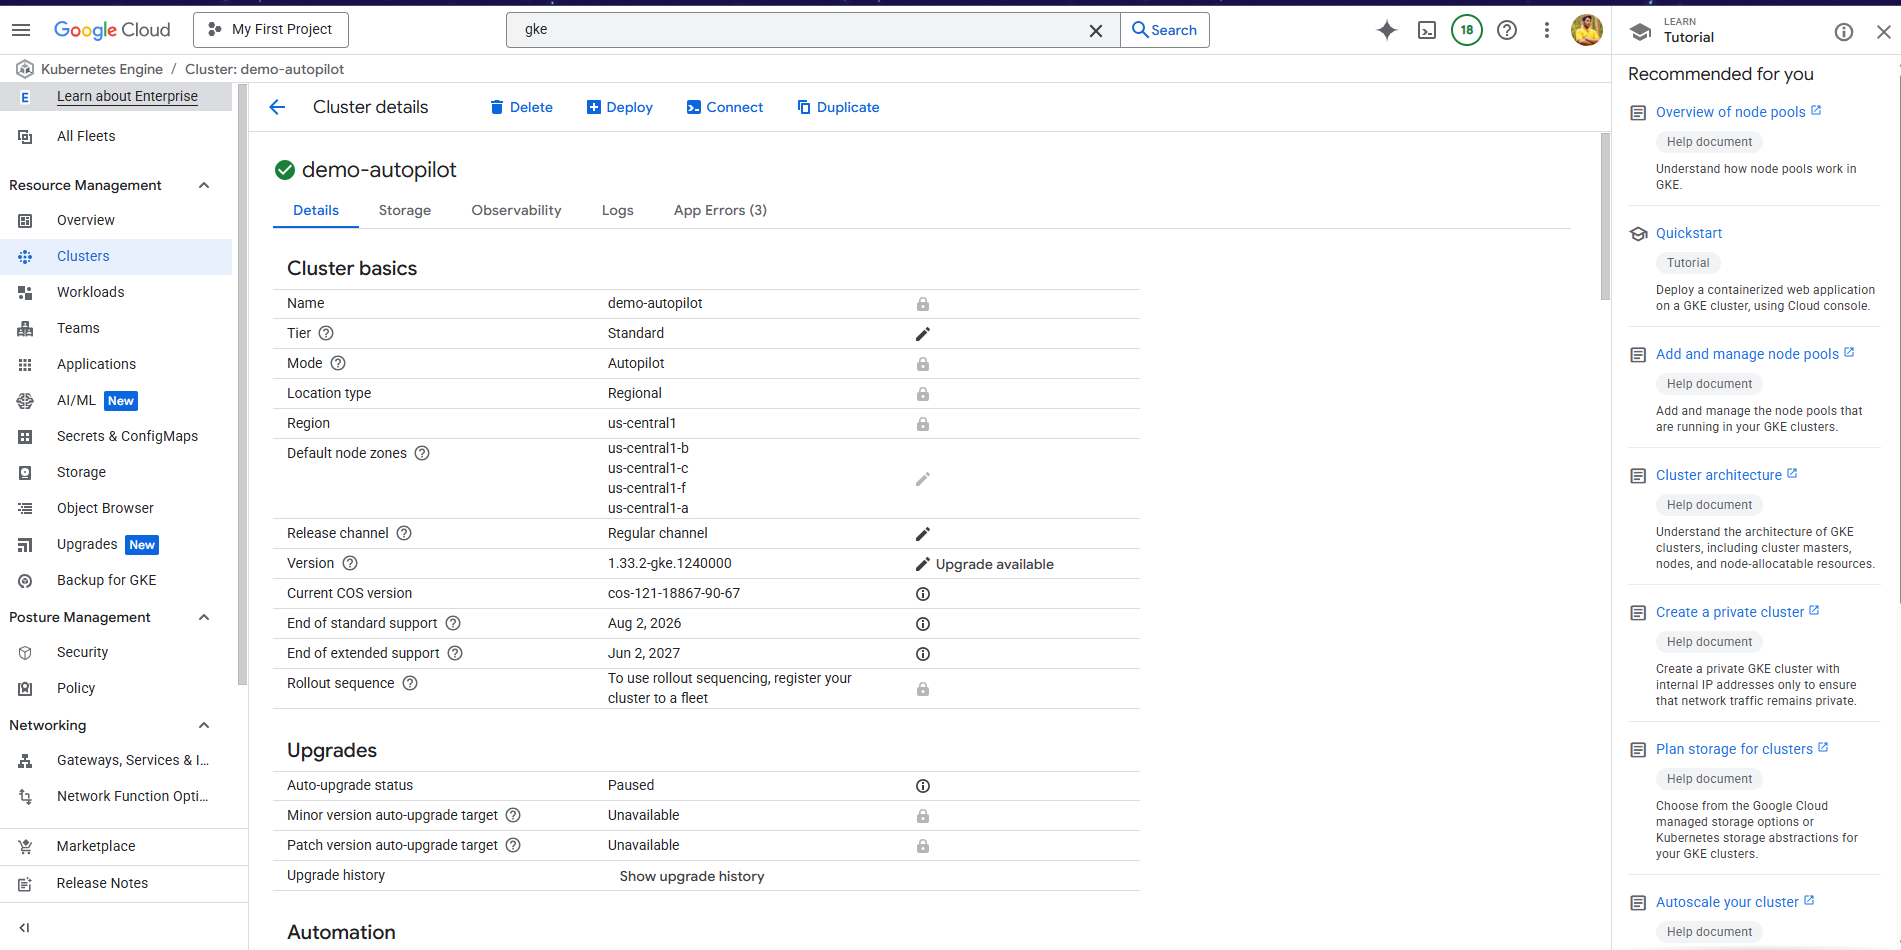 Google Cloud
My First Project
gke
Search
18
LEARN
Tutorial
Kubernetes Engine / Cluster: demo-autopilot
E Learn about Enterprise
All Fleets
Resource Management
Overview
Clusters
Workloads
Teams
Applications
AI/ML New
Secrets & ConfigMaps
Storage
Object Browser
Upgrades New
Backup for GKE
Posture Management
Security
Policy
Networking
Gateways, Services & I...
Network Function Opti...
Marketplace
Release Notes
Cluster details
Delete
Deploy
Connect
Duplicate
demo-autopilot
Details
Storage
Observability
Logs
App Errors (3)
Cluster basics
Name demo-autopilot
Tier Standard
Mode Autopilot
Location type Regional
Region us-central1
Default node zones us-central1-b
us-central1-c
us-central1-f
us-central1-a
Release channel Regular channel
Version 1.33.2-gke.1240000 Upgrade available
Current COS version cos-121-18867-90-67
End of standard support Aug 2, 2026
End of extended support Jun 2, 2027
Rollout sequence To use rollout sequencing, register your
cluster to a fleet
Upgrades
Auto-upgrade status Paused
Minor version auto-upgrade target Unavailable
Patch version auto-upgrade target Unavailable
Upgrade history Show upgrade history
Automation
Recommended for you
Overview of node pools
Help document
Understand how node pools work in
GKE.
Quickstart
Tutorial
Deploy a containerized web application
on a GKE cluster, using Cloud console.
Add and manage node pools
Help document
Add and manage the node pools that
are running in your GKE clusters.
Cluster architecture
Help document
Understand the architecture of GKE
clusters, including cluster masters,
nodes, and node-allocatable resources.
Create a private cluster
Help document
Create a private GKE cluster with
internal IP addresses only to ensure
that network traffic remains private.
Plan storage for clusters
Help document
Choose from the Google Cloud
managed storage options or
Kubernetes storage abstractions for
your GKE clusters.
Autoscale your cluster
Help document